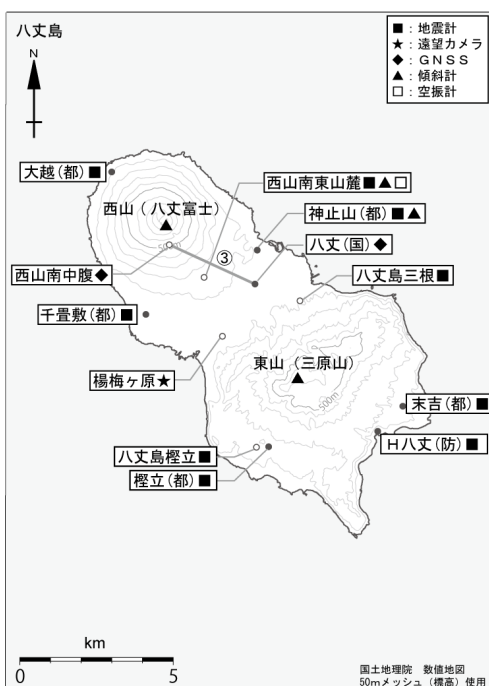 八丈島
■：地震計
★：遠望カメラ
◆：ＧＮＳＳ
▲：傾斜計
□：空振計
N
大越(都)■
西山南東山麓■▲□
西山（八丈富士）
神止山(都)■▲
八丈(国)◆
③
西山南中腹◆
八丈島三根■
千畳敷(都)■
東山（三原山）
楊梅ヶ原★
500m
末吉(都)■
Ｈ八丈(防)■
八丈島樫立■
樫立(都)■
km
0 5
国土地理院　数値地図
50mメッシュ（標高）使用